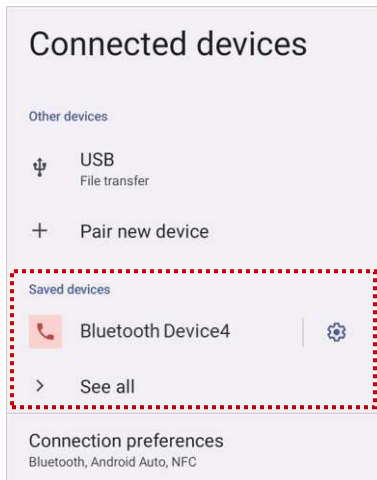 Connected devices
Other devices
USB
File transfer
Pair new device
Saved devices
Bluetooth Device4
See all
Connection preferences
Bluetooth, Android Auto, NFC